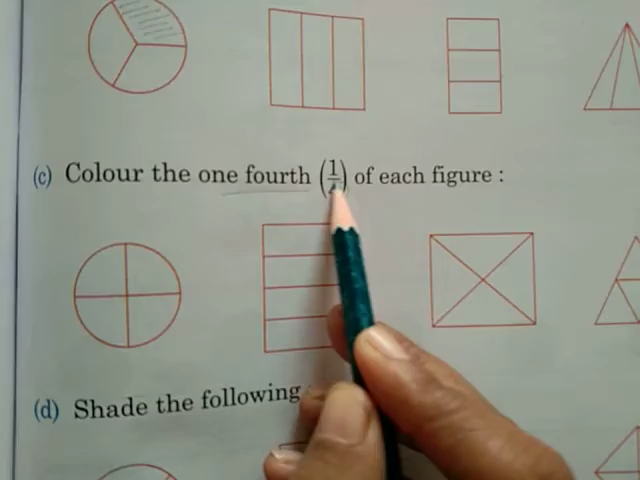 (c) Colour the one fourth (1/4) of each figure :
(d) Shade the following